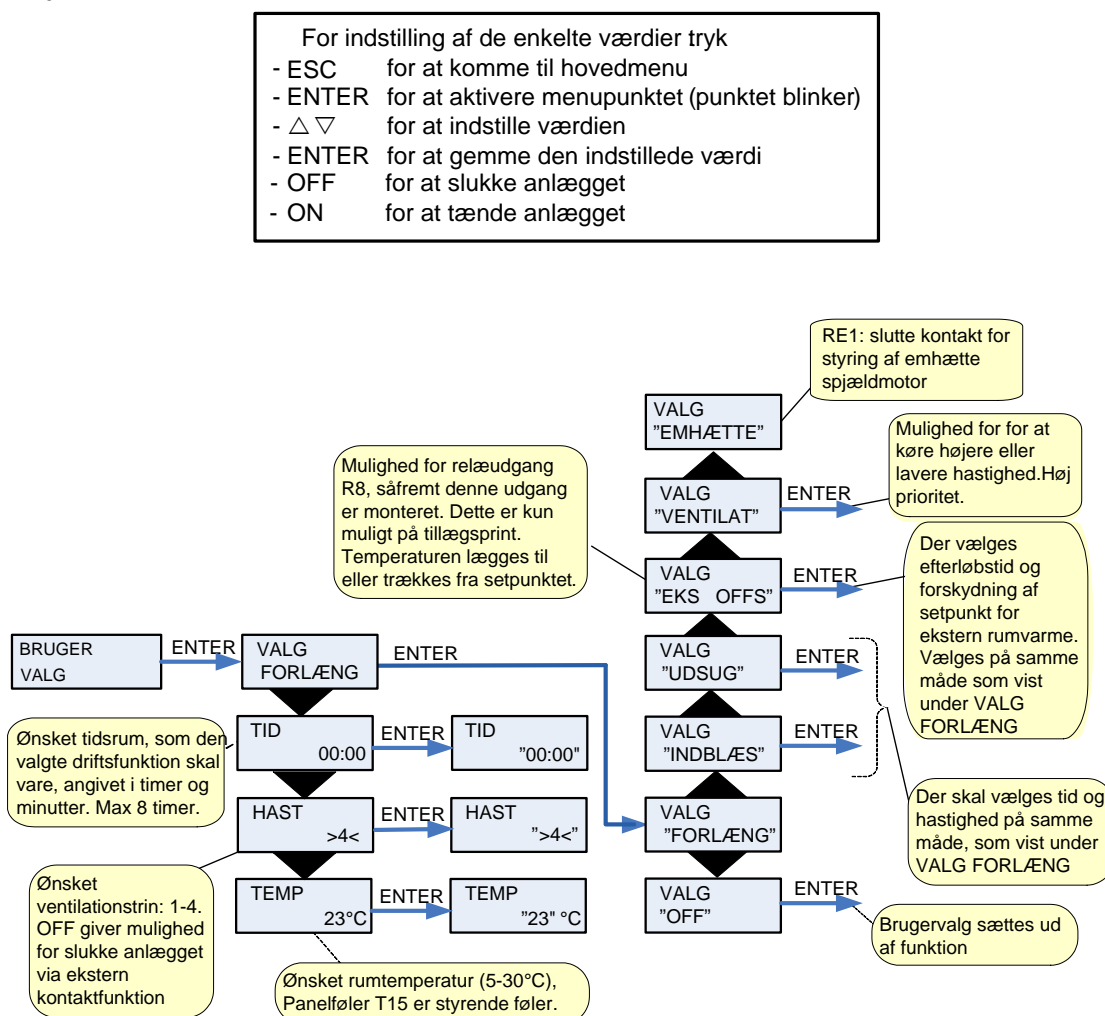 For indstilling af de enkelte værdier tryk
- ESC for at komme til hovedmenu
- ENTER for at aktivere menupunktet (punktet blinker)
- △ ▽ for at indstille værdien
- ENTER for at gemme den indstillede værdi
- OFF for at slukke anlægget
- ON for at tænde anlægget
RE1: slutte kontakt for
styring af emhætte
spjældmotor
VALG
"EMHÆTTE"
Mulighed for for at
køre højere eller
lavere hastighed.Høj
prioritet.
VALG
"VENTILAT"
ENTER
Mulighed for relæudgang
R8, såfremt denne udgang
er monteret. Dette er kun
muligt på tillægsprint.
Temperaturen lægges til
eller trækkes fra setpunktet.
VALG
"EKS OFFS"
ENTER
Der vælges
efterløbstid og
forskydning af
setpunkt for
ekstern rumvarme.
Vælges på samme
måde som vist
under VALG
FORLÆNG
BRUGER
VALG
ENTER
VALG
FORLÆNG
ENTER
VALG
"UDSUG"
ENTER
Ønsket tidsrum, som den
valgte driftsfunktion skal
vare, angivet i timer og
minutter. Max 8 timer.
TID
00:00
ENTER
TID
"00:00"
VALG
"INDBLÆS"
ENTER
HAST
>4<
ENTER
HAST
">4<"
VALG
"FORLÆNG"
Der skal vælges tid og
hastighed på samme
måde, som vist under
VALG FORLÆNG
Ønsket
ventilationstrin: 1-4.
OFF giver mulighed
for slukke anlægget
via ekstern
kontaktfunktion
TEMP
23°C
ENTER
TEMP
"23" °C
VALG
"OFF"
ENTER
Brugervalg sættes ud
af funktion
Ønsket rumtemperatur (5-30°C),
Panelføler T15 er styrende føler.